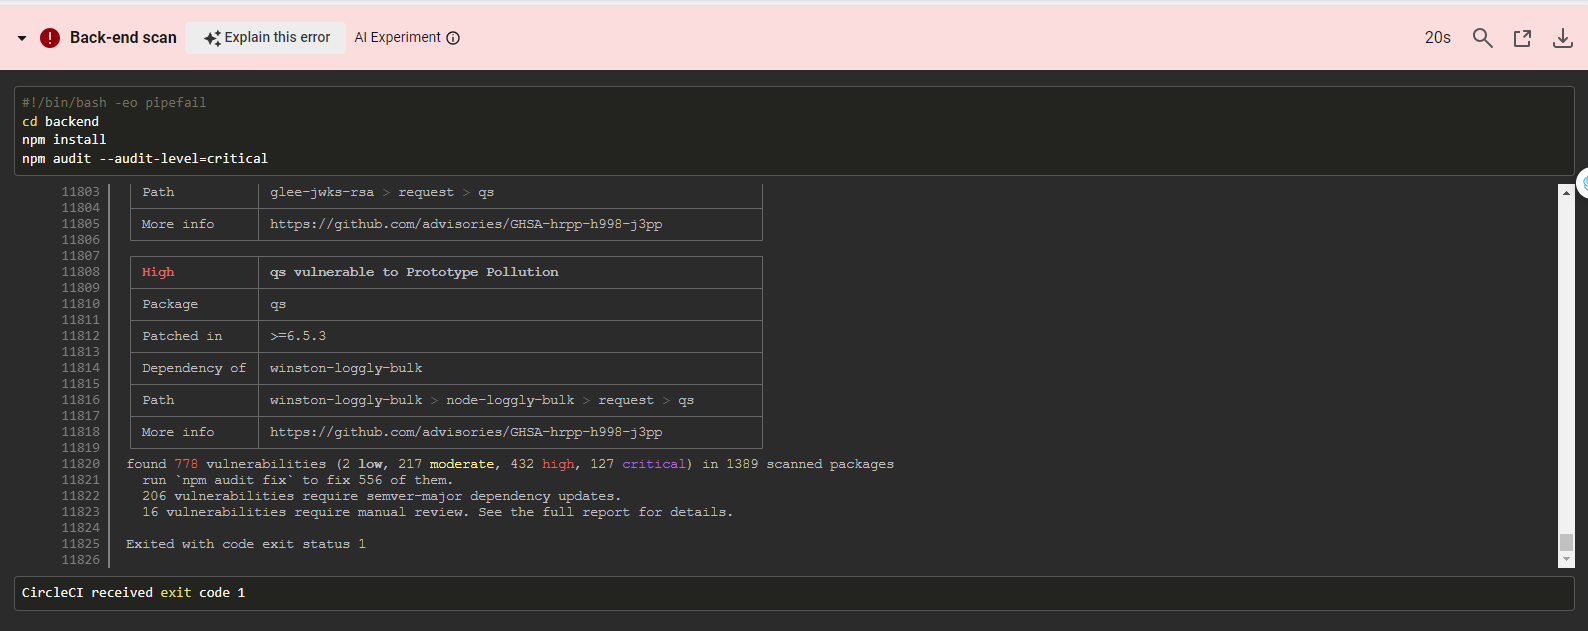 Back-end scan Explain this error AI Experiment 20s
#!/bin/bash -eo pipefail
cd backend
npm install
npm audit --audit-level=critical
11803 Path glee-jwks-rsa > request > qs
11804
11805 More info https://github.com/advisories/GHSA-hrpp-h998-j3pp
11806
11807
11808 High qs vulnerable to Prototype Pollution
11809
11810 Package qs
11811
11812 Patched in >=6.5.3
11813
11814 Dependency of winston-loggly-bulk
11815
11816 Path winston-loggly-bulk > node-loggly-bulk > request > qs
11817
11818 More info https://github.com/advisories/GHSA-hrpp-h998-j3pp
11819
11820 found 778 vulnerabilities (2 low, 217 moderate, 432 high, 127 critical) in 1389 scanned packages
11821 run `npm audit fix` to fix 556 of them.
11822 206 vulnerabilities require semver-major dependency updates.
11823 16 vulnerabilities require manual review. See the full report for details.
11824
11825 Exited with code exit status 1
11826
CircleCI received exit code 1